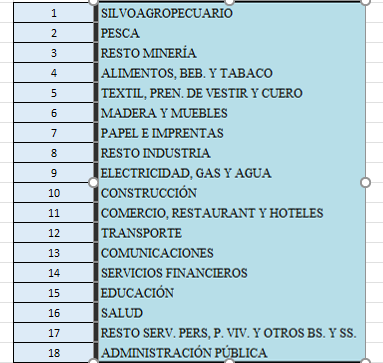 1 SILVOAGROPECUARIO
2 PESCA
3 RESTO MINERÍA
4 ALIMENTOS, BEB. Y TABACO
5 TEXTIL, PREN. DE VESTIR Y CUERO
6 MADERA Y MUEBLES
7 PAPEL E IMPRENTAS
8 RESTO INDUSTRIA
9 ELECTRICIDAD, GAS Y AGUA
10 CONSTRUCCIÓN
11 COMERCIO, RESTAURANT Y HOTELES
12 TRANSPORTE
13 COMUNICACIONES
14 SERVICIOS FINANCIEROS
15 EDUCACIÓN
16 SALUD
17 RESTO SERV. PERS, P. VIV. Y OTROS BS. Y SS.
18 ADMINISTRACIÓN PÚBLICA